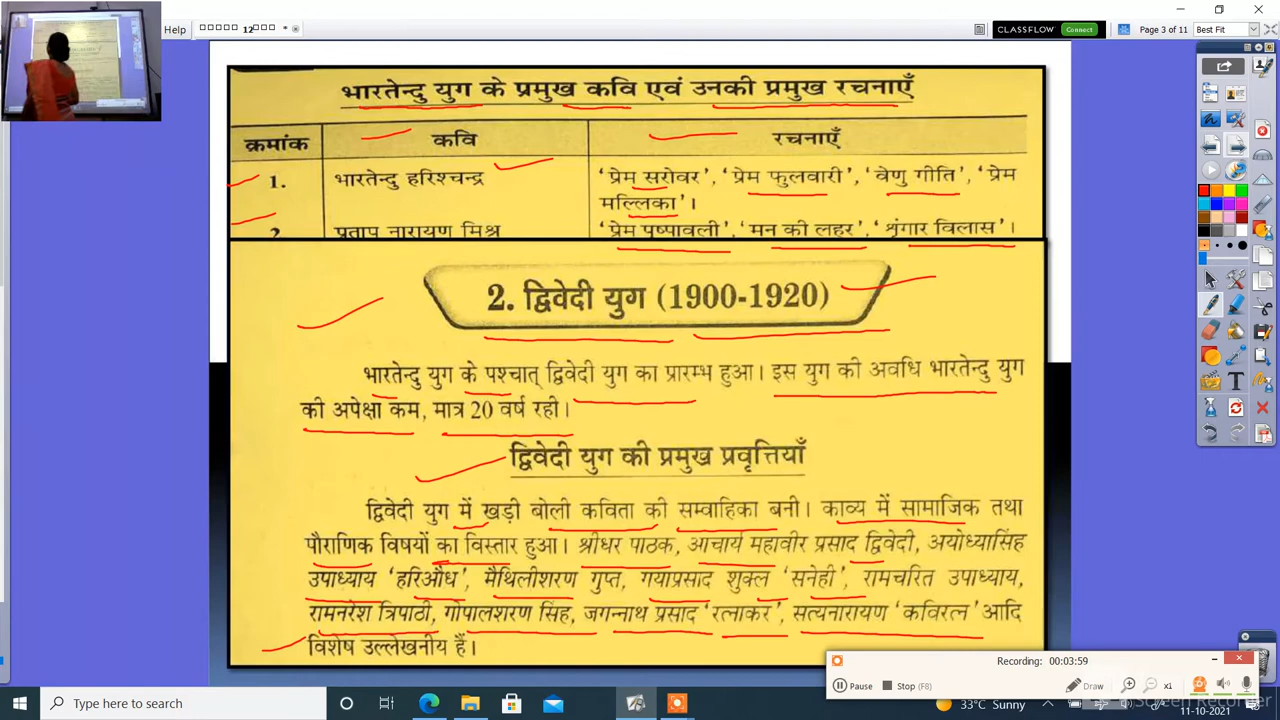 Help
12
CLASSFLOW Connect
Page 3 of 11
Best Fit
भारतेन्दु युग के प्रमुख कवि एवं उनकी प्रमुख रचनाएँ
क्रमांक कवि रचनाएँ
1. भारतेन्दु हरिश्चन्द्र 'प्रेम सरोवर', 'प्रेम फुलवारी', 'वेणु गीति', 'प्रेम
मल्लिका'।
2 प्रताप नारायण मिश्र 'प्रेम पुष्पावली', 'मन की लहर', 'श्रृंगार विलास'।
2. द्विवेदी युग (1900-1920)
भारतेन्दु युग के पश्चात् द्विवेदी युग का प्रारम्भ हुआ। इस युग की अवधि भारतेन्दु युग
की अपेक्षा कम, मात्र 20 वर्ष रही।
द्विवेदी युग की प्रमुख प्रवृत्तियाँ
द्विवेदी युग में खड़ी बोली कविता की सम्वाहिका बनी। काव्य में सामाजिक तथा
पौराणिक विषयों का विस्तार हुआ। श्रीधर पाठक, आचार्य महावीर प्रसाद द्विवेदी, अयोध्यासिंह
उपाध्याय 'हरिऔध', मैथिलीशरण गुप्त, गयाप्रसाद शुक्ल 'सनेही', रामचरित उपाध्याय,
रामनरेश त्रिपाठी, गोपालशरण सिंह, जगन्नाथ प्रसाद 'रत्नाकर', सत्यनारायण 'कविरत्न' आदि
विशेष उल्लेखनीय हैं।
Recording: 00:03:59
Pause Stop (F8) Draw x1
Screen Recorder
Type here to search
33°C Sunny
11-10-2021